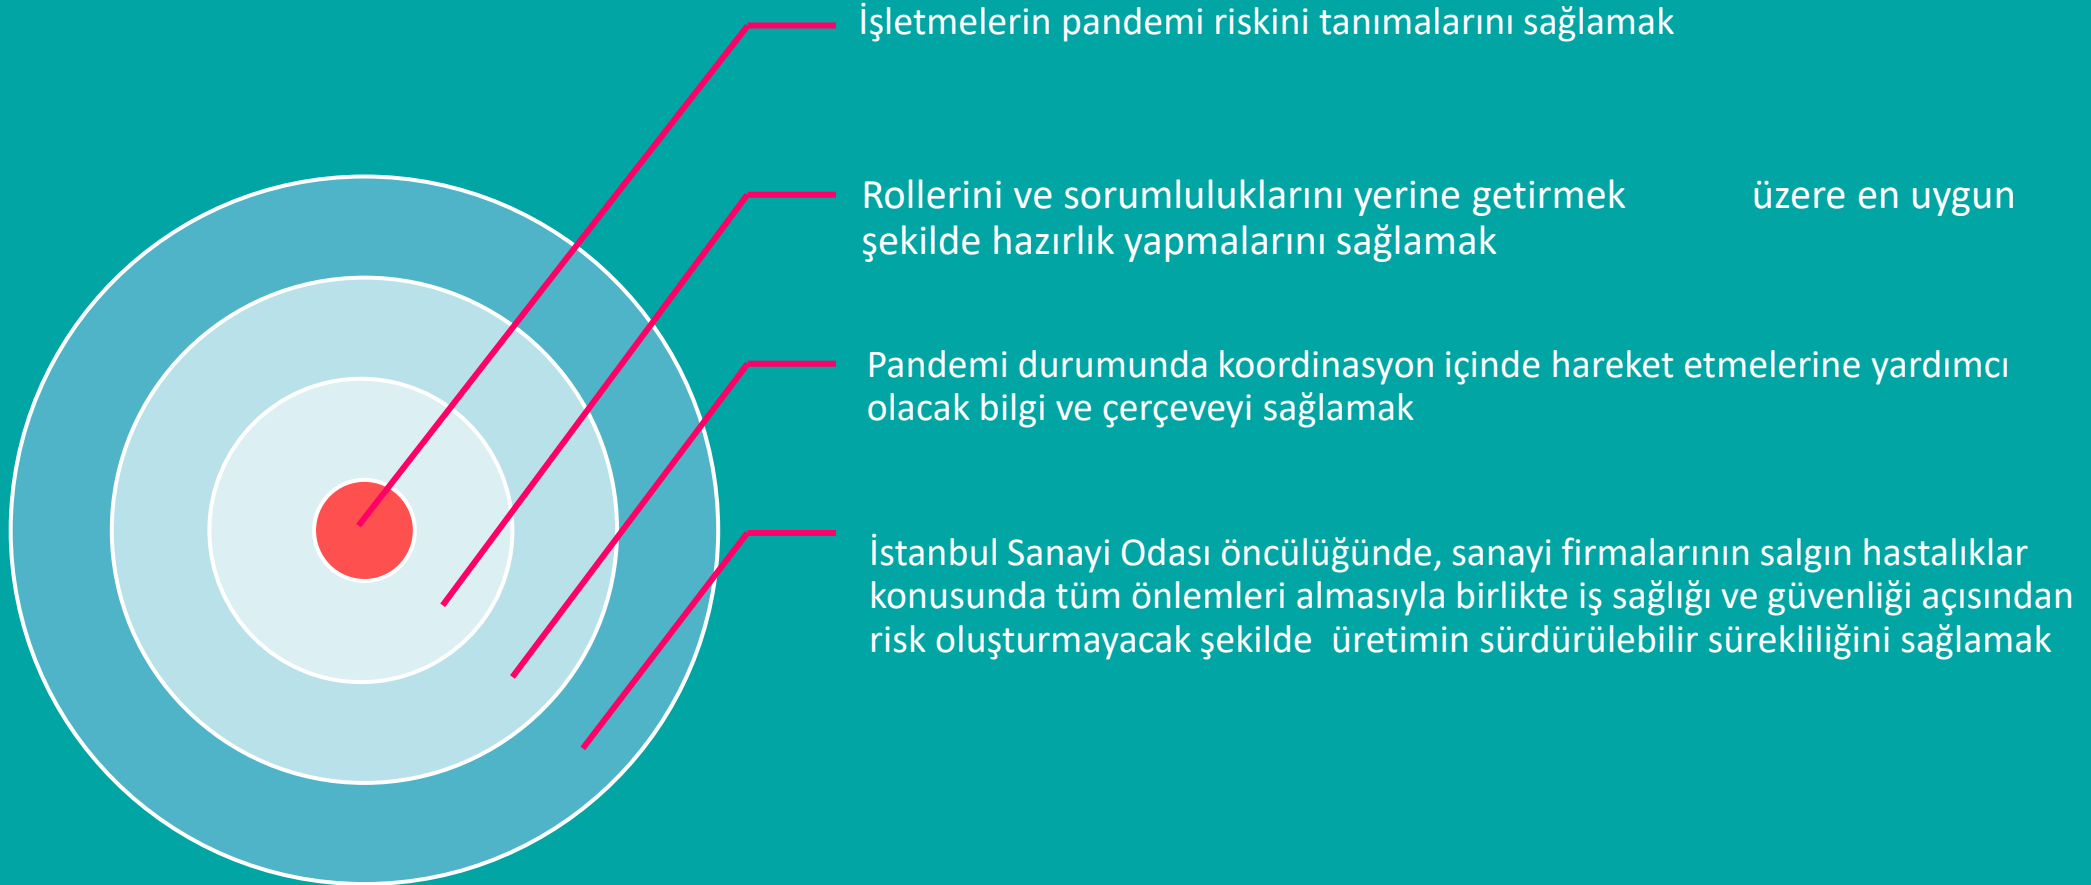 İşletmelerin pandemi riskini tanımalarını sağlamak
Rollerini ve sorumluluklarını yerine getirmek üzere en uygun
şekilde hazırlık yapmalarını sağlamak
Pandemi durumunda koordinasyon içinde hareket etmelerine yardımcı
olacak bilgi ve çerçeveyi sağlamak
İstanbul Sanayi Odası öncülüğünde, sanayi firmalarının salgın hastalıklar
konusunda tüm önlemleri almasıyla birlikte iş sağlığı ve güvenliği açısından
risk oluşturmayacak şekilde üretimin sürdürülebilir sürekliliğini sağlamak